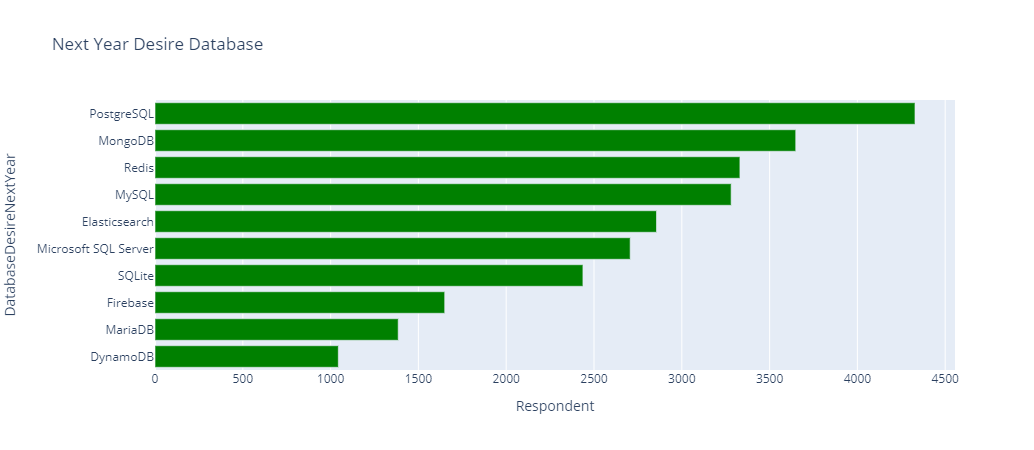 Next Year Desire Database
DatabaseDesireNextYear
PostgreSQL
MongoDB
Redis
MySQL
Elasticsearch
Microsoft SQL Server
SQLite
Firebase
MariaDB
DynamoDB
0 500 1000 1500 2000 2500 3000 3500 4000 4500
Respondent